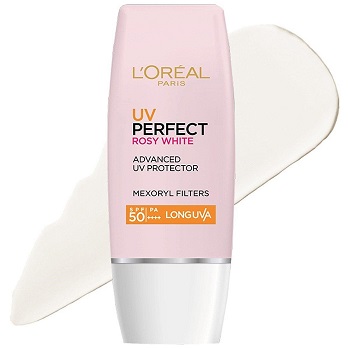 L'ORÉAL
PARIS
UV
PERFECT
ROSY WHITE
ADVANCED
UV PROTECTOR
MEXORYL FILTERS
SPF 50 PA ++++ LONG UVA